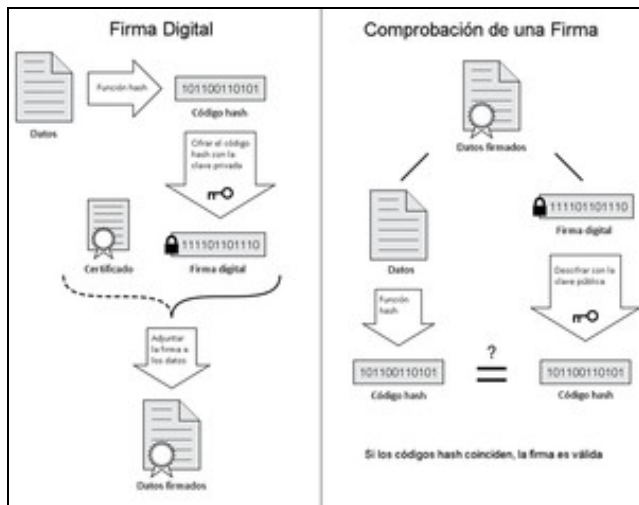 Firma Digital
Función hash
101100110101
Datos
Código hash
Cifrar el código
hash con la
clave privada
111101101110
Certificado
Firma digital
Adjuntar
la firma a
los datos
Datos firmados
Comprobación de una Firma
Datos firmados
111101101110
Firma digital
Datos
Descifrar con la
clave pública
Función
hash
?
101100110101
=
101100110101
Código hash
Código hash
Si los códigos hash coinciden, la firma es válida